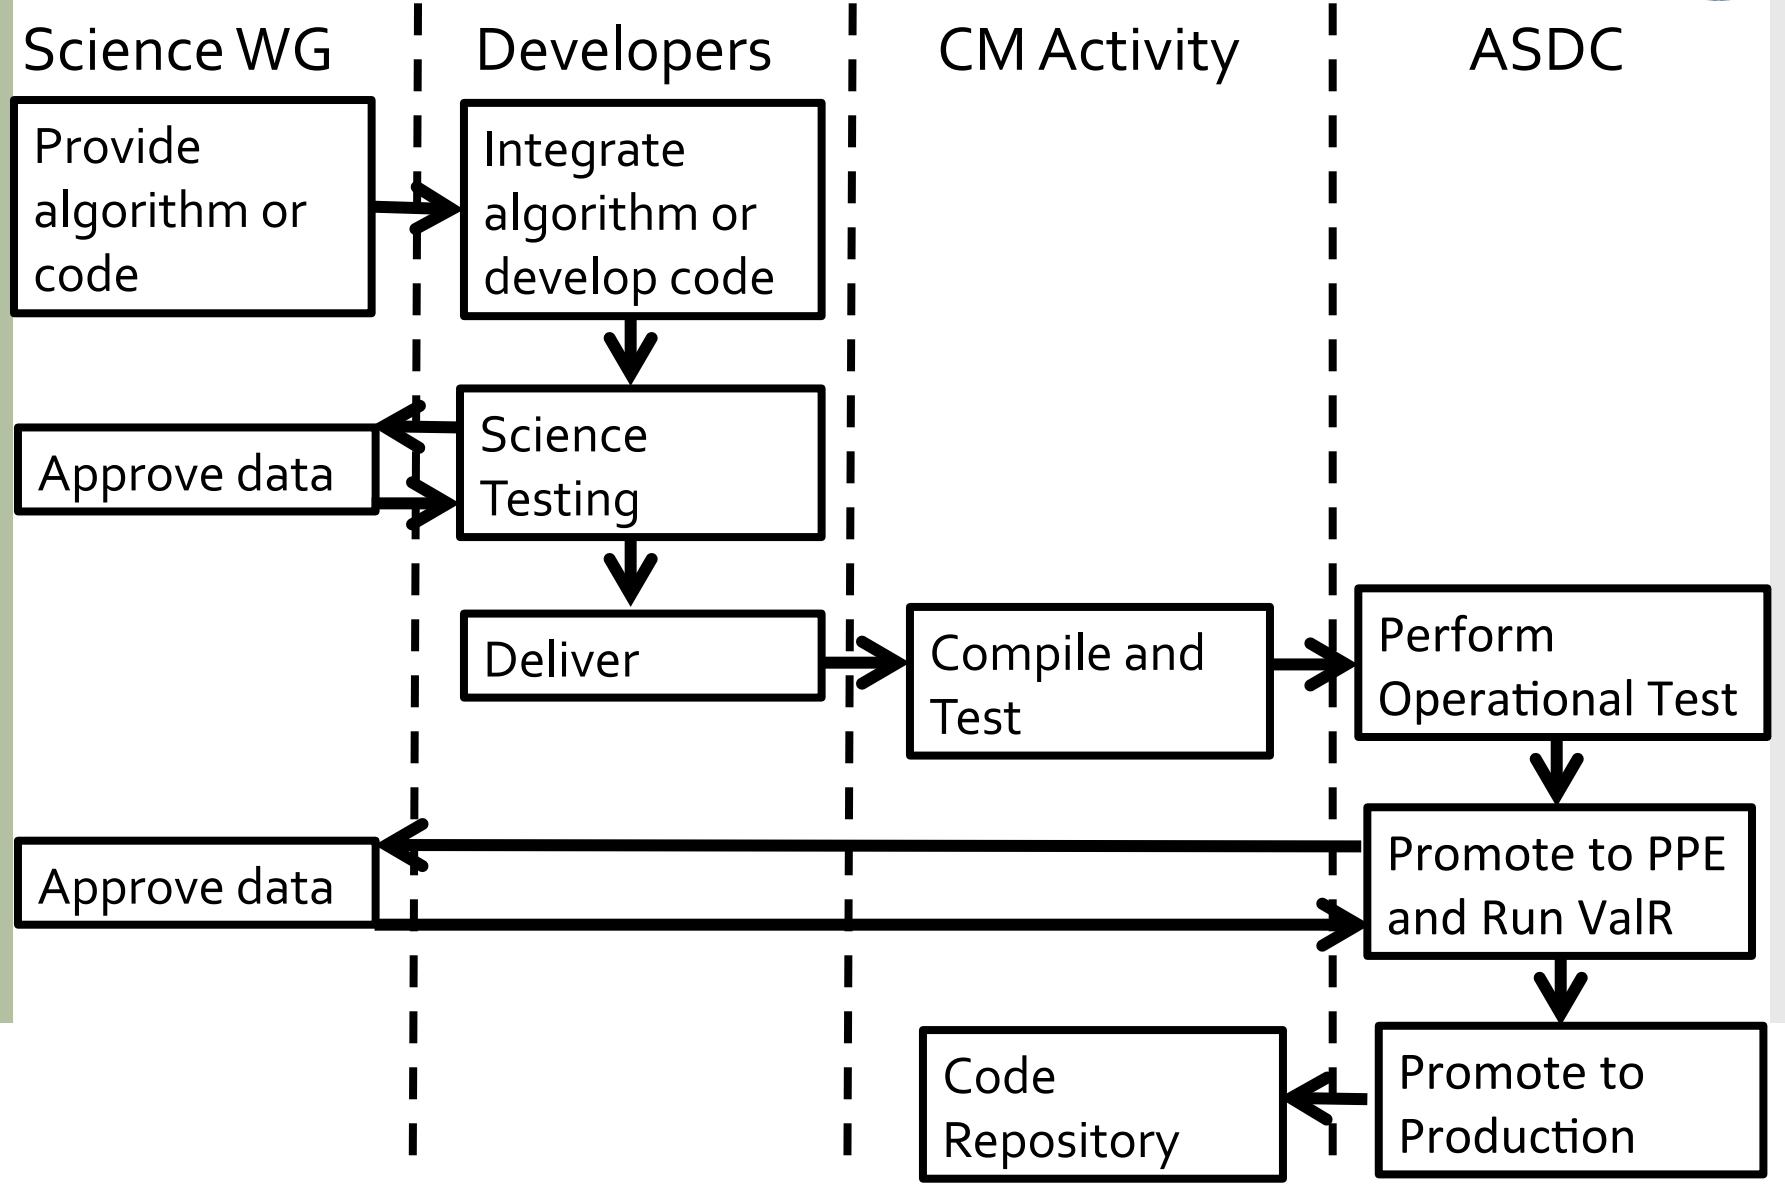 Science WG
Developers
CM Activity
ASDC
Provide
algorithm or
code
Integrate
algorithm or
develop code
Approve data
Science
Testing
Deliver
Compile and
Test
Perform
Operational Test
Approve data
Promote to PPE
and Run ValR
Code
Repository
Promote to
Production